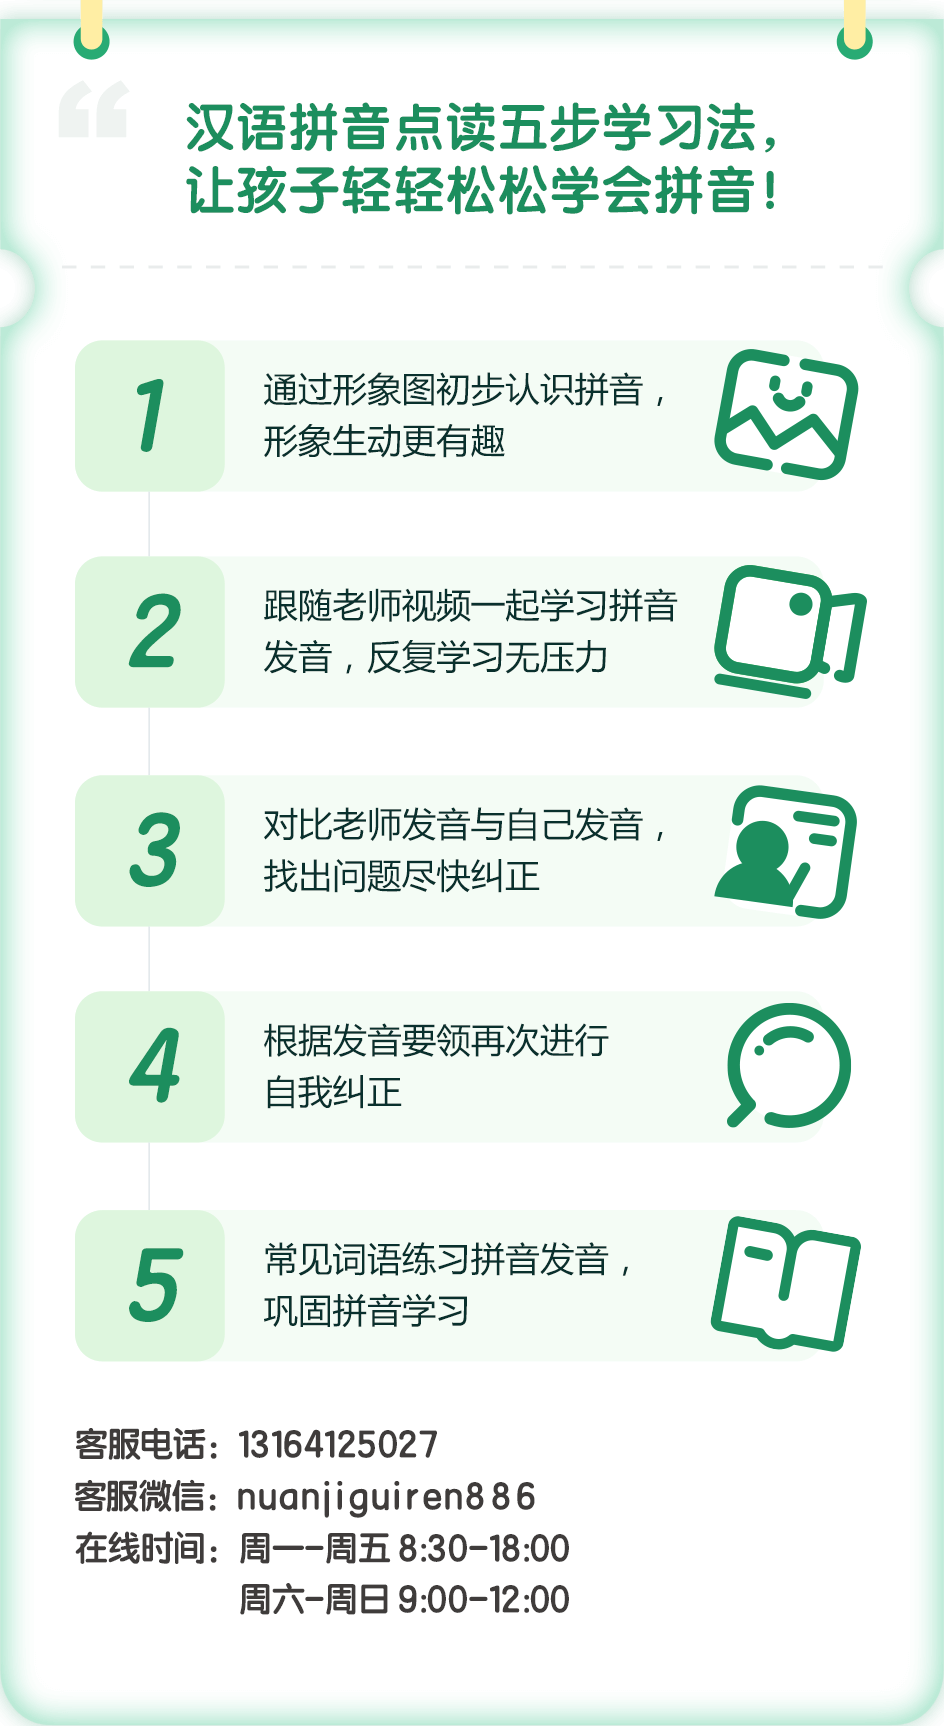 汉语拼音点读五步学习法，
让孩子轻轻松松学会拼音！
1
通过形象图初步认识拼音，
形象生动更有趣
2
跟随老师视频一起学习拼音
发音，反复学习无压力
3
对比老师发音与自己发音，
找出问题尽快纠正
4
根据发音要领再次进行
自我纠正
5
常见词语练习拼音发音，
巩固拼音学习
客服电话：13164125027
客服微信：nuanjiguiren886
在线时间：周一-周五 8:30-18:00
周六-周日 9:00-12:00